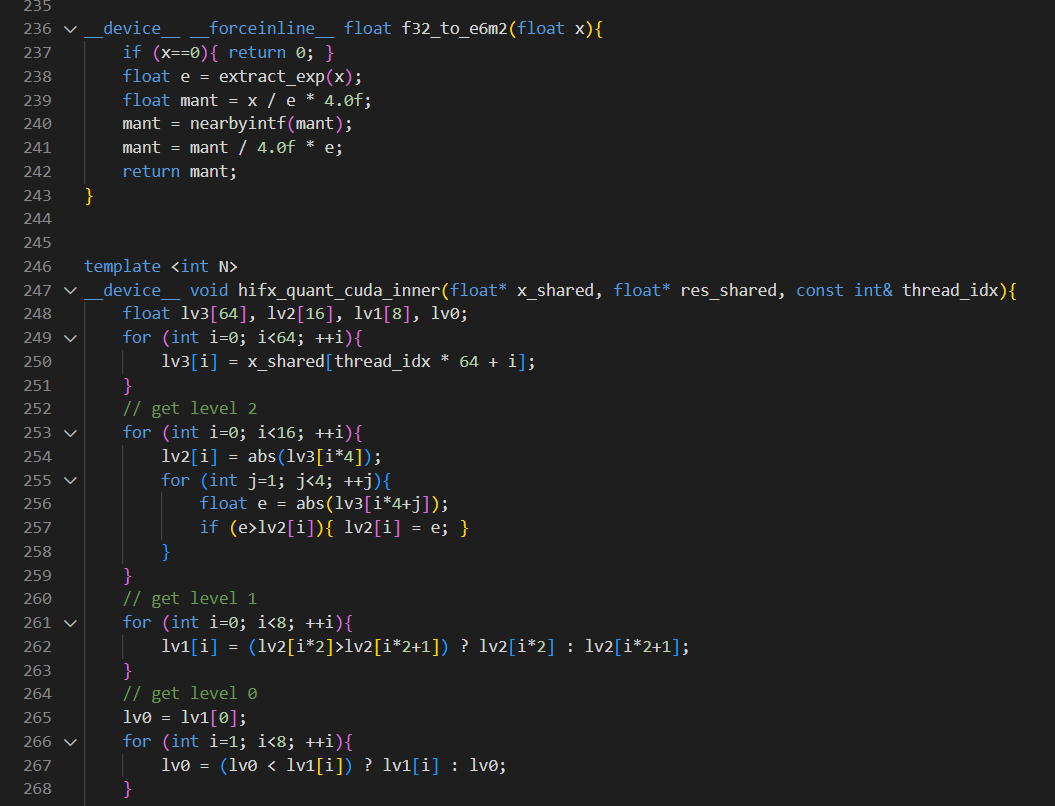 235
236 __device__ __forceinline__ float f32_to_e6m2(float x){
237     if (x==0){ return 0; }
238     float e = extract_exp(x);
239     float mant = x / e * 4.0f;
240     mant = nearbyintf(mant);
241     mant = mant / 4.0f * e;
242     return mant;
243 }
244
245
246 template <int N>
247 __device__ void hifx_quant_cuda_inner(float* x_shared, float* res_shared, const int& thread_idx){
248     float lv3[64], lv2[16], lv1[8], lv0;
249     for (int i=0; i<64; ++i){
250         lv3[i] = x_shared[thread_idx * 64 + i];
251     }
252     // get level 2
253     for (int i=0; i<16; ++i){
254         lv2[i] = abs(lv3[i*4]);
255         for (int j=1; j<4; ++j){
256             float e = abs(lv3[i*4+j]);
257             if (e>lv2[i]){ lv2[i] = e; }
258         }
259     }
260     // get level 1
261     for (int i=0; i<8; ++i){
262         lv1[i] = (lv2[i*2]>lv2[i*2+1]) ? lv2[i*2] : lv2[i*2+1];
263     }
264     // get level 0
265     lv0 = lv1[0];
266     for (int i=1; i<8; ++i){
267         lv0 = (lv0 < lv1[i]) ? lv1[i] : lv0;
268     }